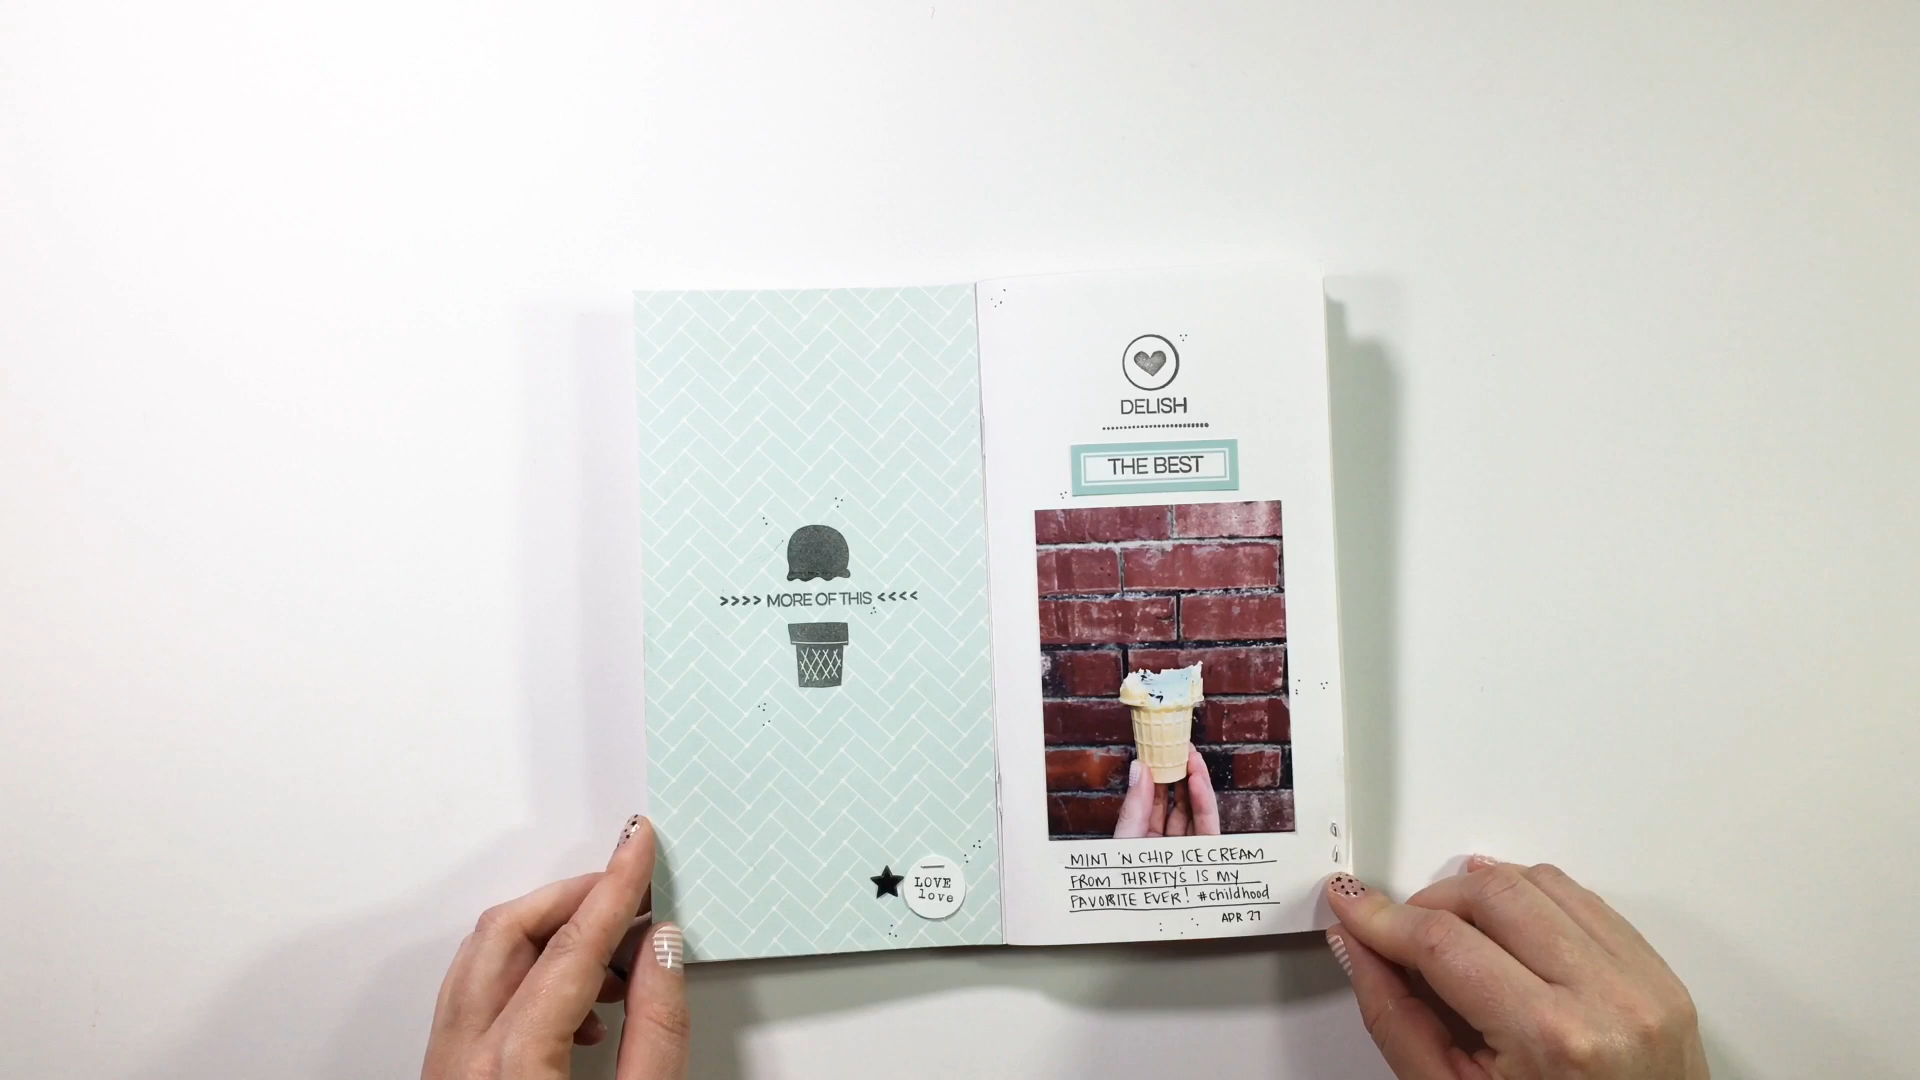 >>>> MORE OF THIS <<<<
LOVE
love
DELISH
THE BEST
MINT 'N CHIP ICE CREAM
FROM THRIFTY'S IS MY
FAVORITE EVER! #childhood
APR 27